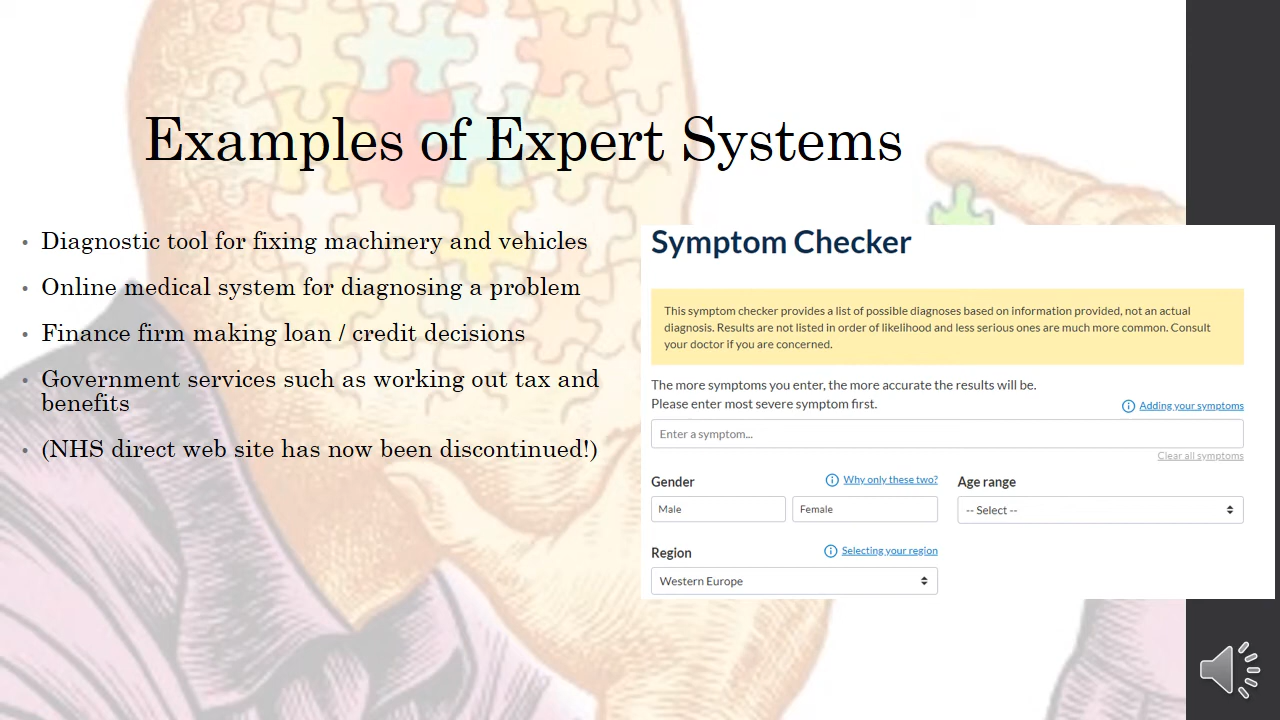 Examples of Expert Systems
Diagnostic tool for fixing machinery and vehicles
Online medical system for diagnosing a problem
Finance firm making loan / credit decisions
Government services such as working out tax and
benefits
(NHS direct web site has now been discontinued!)
Symptom Checker
This symptom checker provides a list of possible diagnoses based on information provided, not an actual
diagnosis. Results are not listed in order of likelihood and less serious ones are much more common. Consult
your doctor if you are concerned.
The more symptoms you enter, the more accurate the results will be.
Please enter most severe symptom first.
Adding your symptoms
Enter a symptom...
Clear all symptoms
Gender
Why only these two?
Age range
Male
Female
-- Select --
Region
Selecting your region
Western Europe